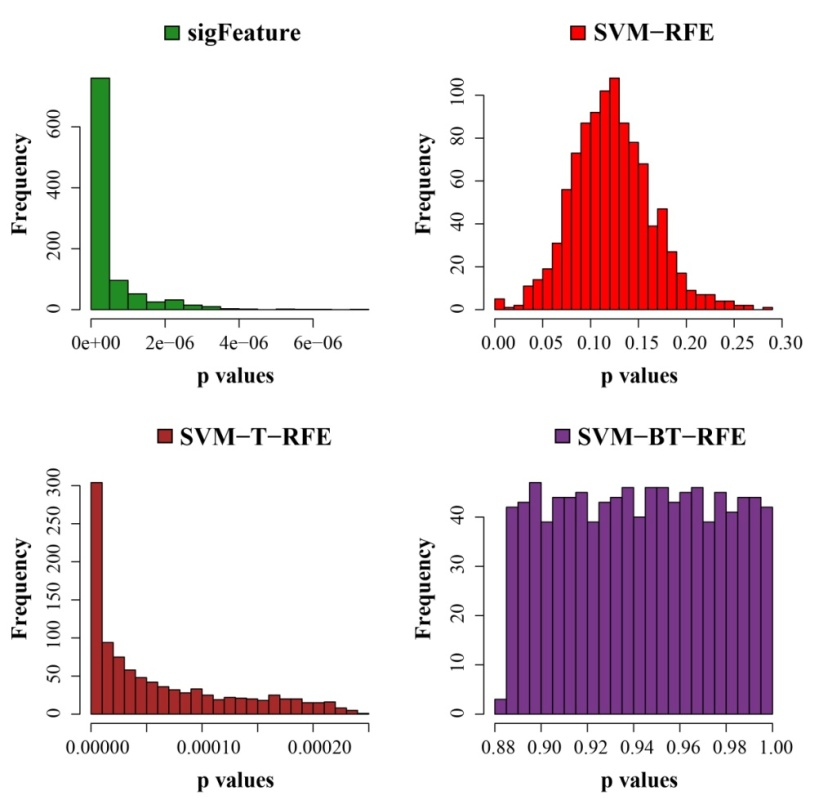 sigFeature
Frequency
0
200
400
600
0e+00 2e−06 4e−06 6e−06
p values
SVM−RFE
Frequency
0
20
40
60
80
100
0.00 0.05 0.10 0.15 0.20 0.25 0.30
p values
SVM−T−RFE
Frequency
0
50
100
150
200
250
300
0.00000 0.00010 0.00020
p values
SVM−BT−RFE
Frequency
0
10
20
30
40
0.88 0.90 0.92 0.94 0.96 0.98 1.00
p values